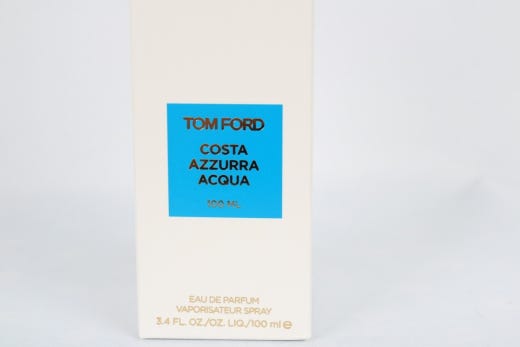 TOM FORD
COSTA
AZZURRA
ACQUA
100 ML
EAU DE PARFUM
VAPORISATEUR SPRAY
3.4 FL. OZ./OZ. LIQ./100 ml ℮